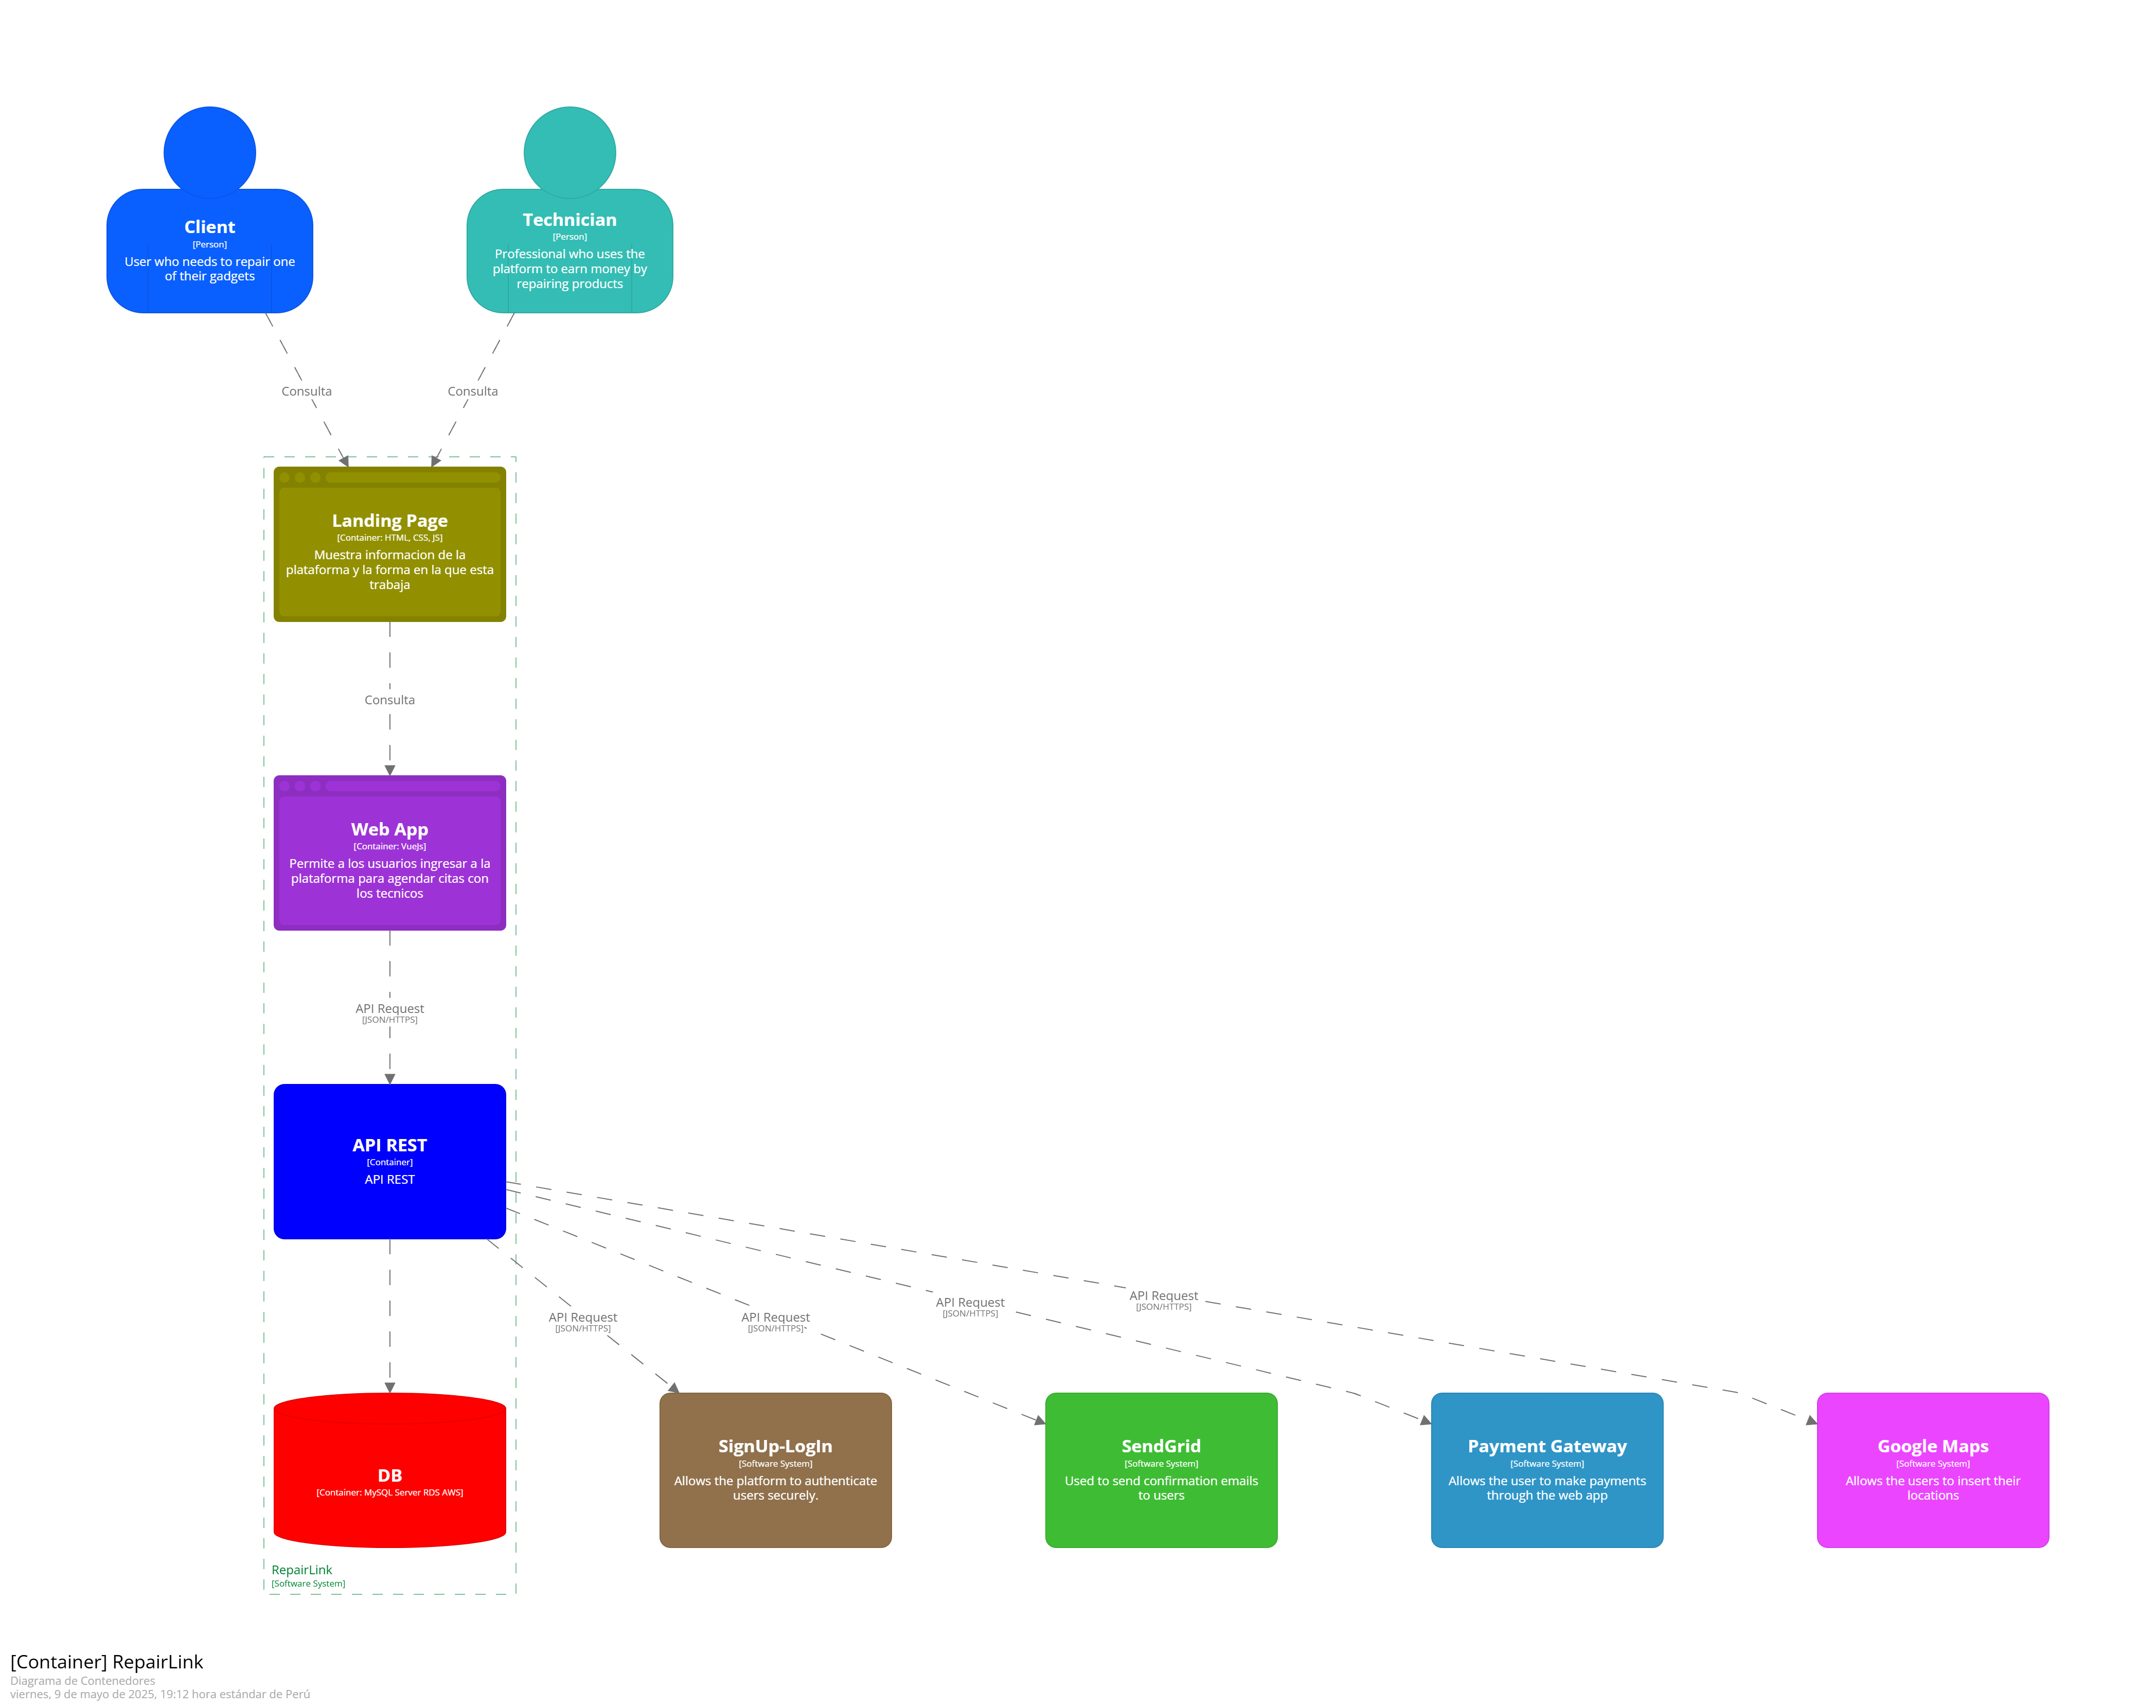 Client
[Person]
User who needs to repair one
of their gadgets
Technician
[Person]
Professional who uses the
platform to earn money by
repairing products
Consulta
Consulta
Landing Page
[Container: HTML, CSS, JS]
Muestra informacion de la
plataforma y la forma en la que esta
trabaja
Consulta
Web App
[Container: VueJs]
Permite a los usuarios ingresar a la
plataforma para agendar citas con
los tecnicos
API Request
[JSON/HTTPS]
API REST
[Container]
API REST
API Request
[JSON/HTTPS]
API Request
[JSON/HTTPS]
API Request
[JSON/HTTPS]
API Request
[JSON/HTTPS]
DB
[Container: MySQL Server RDS AWS]
SignUp-LogIn
[Software System]
Allows the platform to authenticate
users securely.
SendGrid
[Software System]
Used to send confirmation emails
to users
Payment Gateway
[Software System]
Allows the user to make payments
through the web app
Google Maps
[Software System]
Allows the users to insert their
locations
RepairLink
[Software System]
[Container] RepairLink
Diagrama de Contenedores
viernes, 9 de mayo de 2025, 19:12 hora estándar de Perú